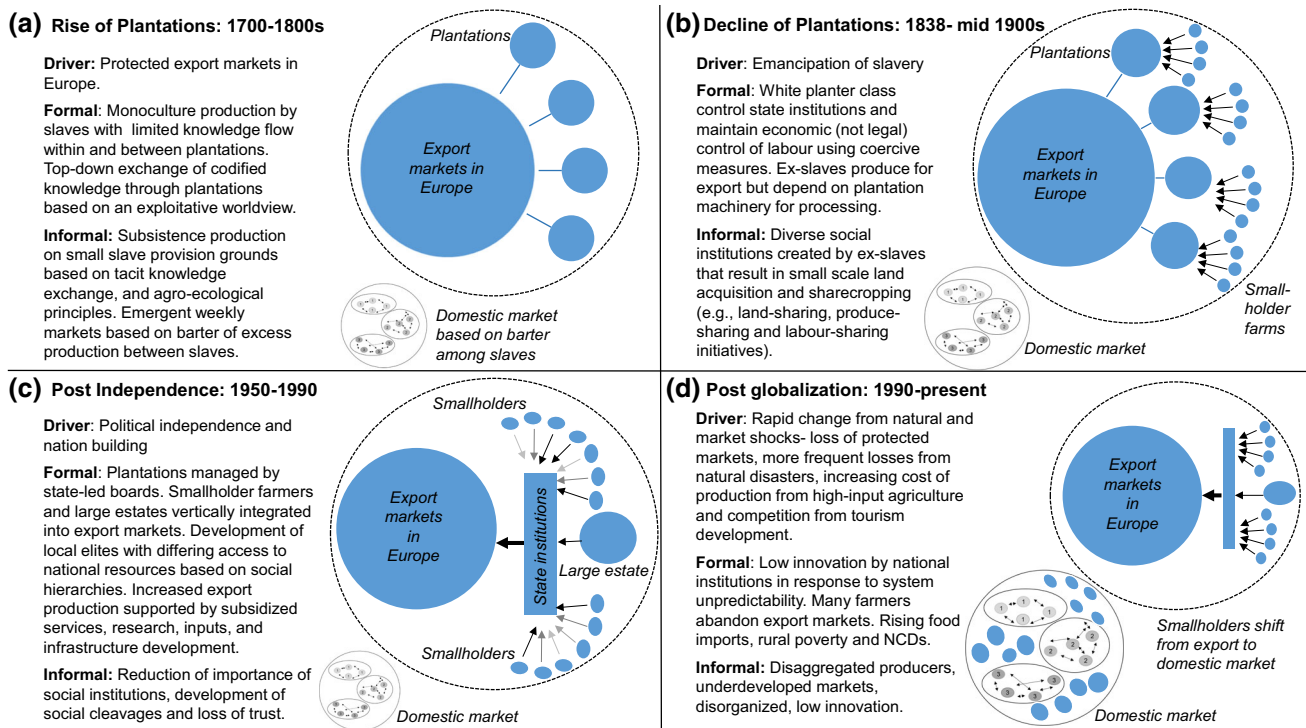 (a) Rise of Plantations: 1700-1800s
Driver: Protected export markets in
Europe.
Formal: Monoculture production by
slaves with limited knowledge flow
within and between plantations.
Top-down exchange of codified
knowledge through plantations
based on an exploitative worldview.
Informal: Subsistence production
on small slave provision grounds
based on tacit knowledge
exchange, and agro-ecological
principles. Emergent weekly
markets based on barter of excess
production between slaves.
Plantations
Export
markets in
Europe
Domestic market
based on barter
among slaves
(b) Decline of Plantations: 1838- mid 1900s
Driver: Emancipation of slavery
Formal: White planter class
control state institutions and
maintain economic (not legal)
control of labour using coercive
measures. Ex-slaves produce for
export but depend on plantation
machinery for processing.
Informal: Diverse social
institutions created by ex-slaves
that result in small scale land
acquisition and sharecropping
(e.g., land-sharing, produce-
sharing and labour-sharing
initiatives).
Plantations
Export
markets in
Europe
Small-
holder
farms
Domestic market
(c) Post Independence: 1950-1990
Driver: Political independence and
nation building
Formal: Plantations managed by
state-led boards. Smallholder farmers
and large estates vertically integrated
into export markets. Development of
local elites with differing access to
national resources based on social
hierarchies. Increased export
production supported by subsidized
services, research, inputs, and
infrastructure development.
Informal: Reduction of importance of
social institutions, development of
social cleavages and loss of trust.
Smallholders
Export
markets
in
Europe
State institutions
Large estate
Smallholders
Domestic market
(d) Post globalization: 1990-present
Driver: Rapid change from natural and
market shocks- loss of protected
markets, more frequent losses from
natural disasters, increasing cost of
production from high-input agriculture
and competition from tourism
development.
Formal: Low innovation by national
institutions in response to system
unpredictability. Many farmers
abandon export markets. Rising food
imports, rural poverty and NCDs.
Informal: Disaggregated producers,
underdeveloped markets,
disorganized, low innovation.
Export
markets
in
Europe
Smallholders shift
from export to
domestic market
Domestic market